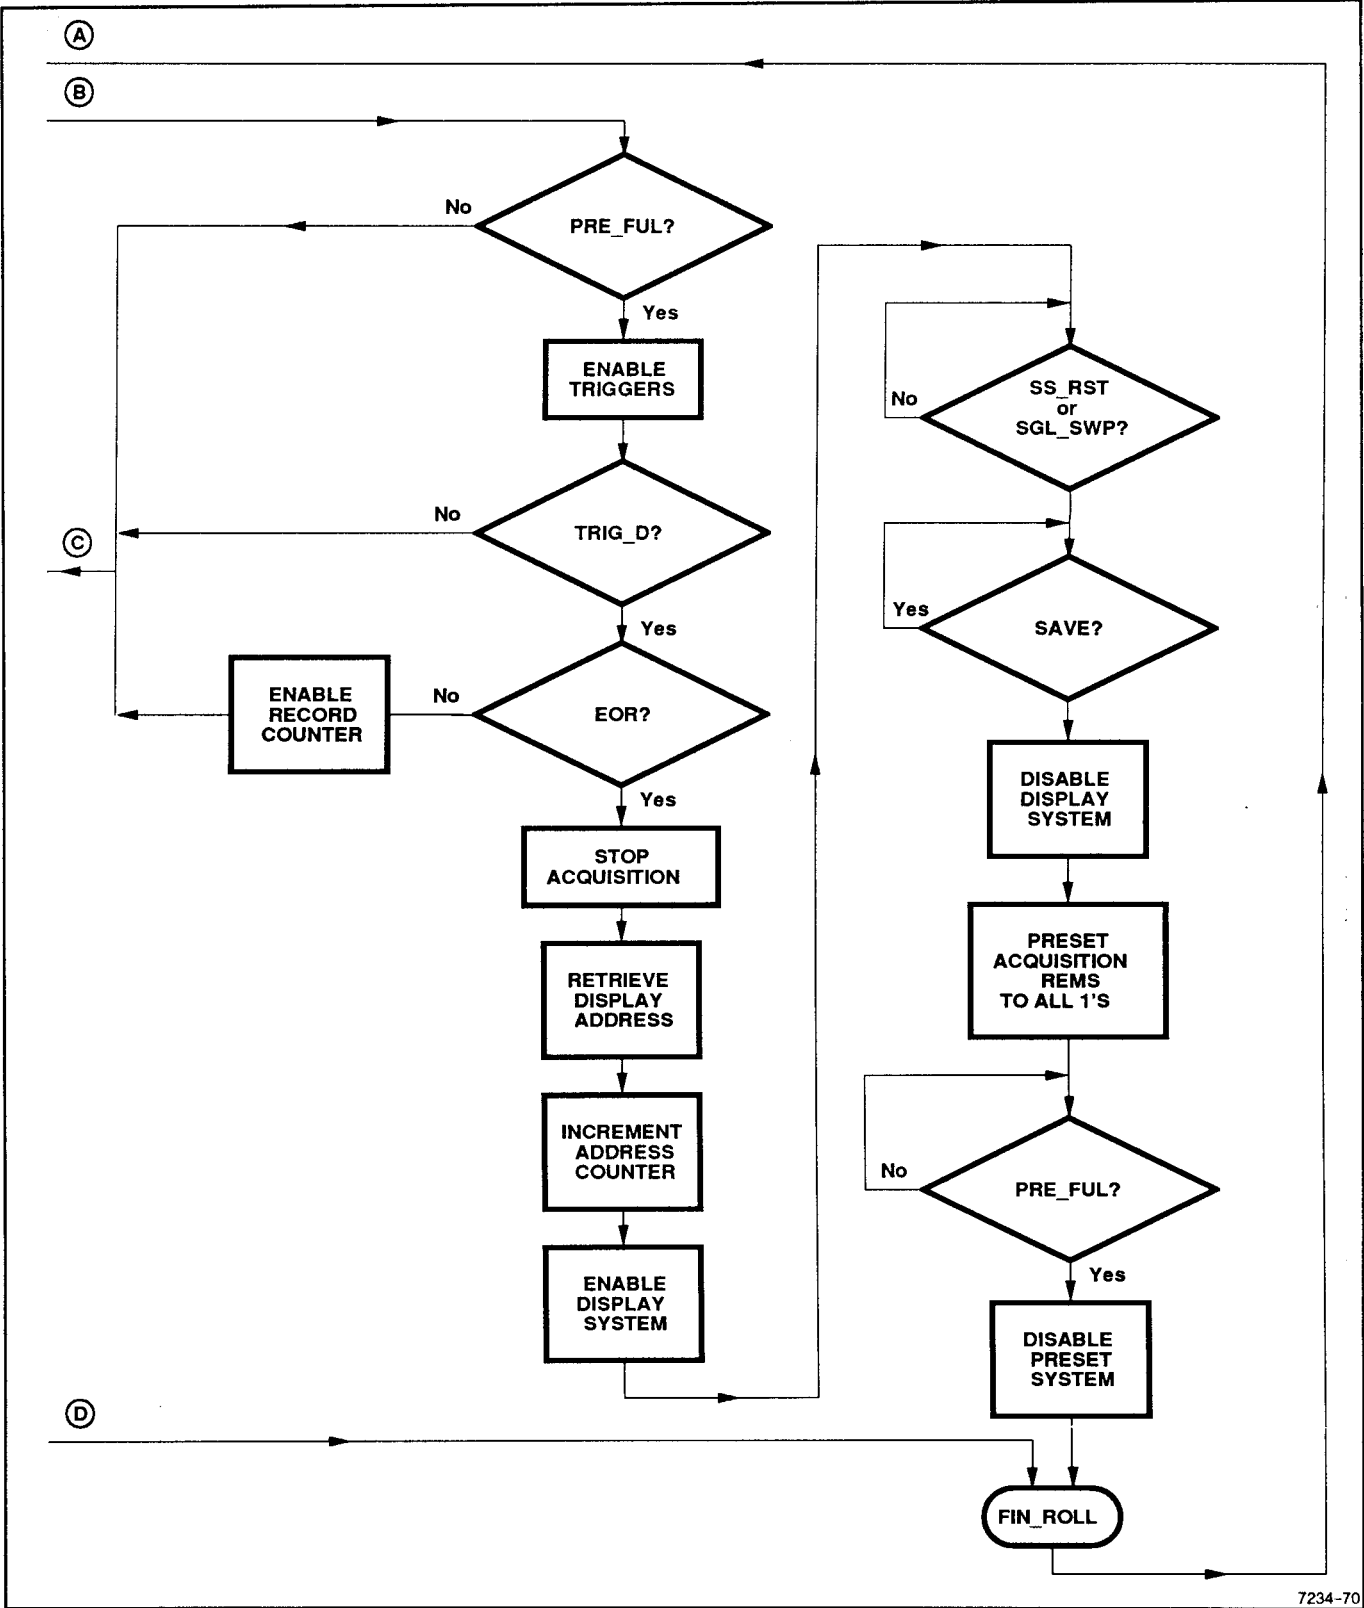 A
B
No
PRE_FUL?
Yes
ENABLE
TRIGGERS
No
TRIG_D?
C
Yes
ENABLE
RECORD
COUNTER
No
EOR?
Yes
STOP
ACQUISITION
RETRIEVE
DISPLAY
ADDRESS
INCREMENT
ADDRESS
COUNTER
ENABLE
DISPLAY
SYSTEM
No
SS_RST
or
SGL_SWP?
Yes
SAVE?
DISABLE
DISPLAY
SYSTEM
PRESET
ACQUISITION
REMS
TO ALL 1'S
No
PRE_FUL?
Yes
DISABLE
PRESET
SYSTEM
D
FIN_ROLL
7234-70